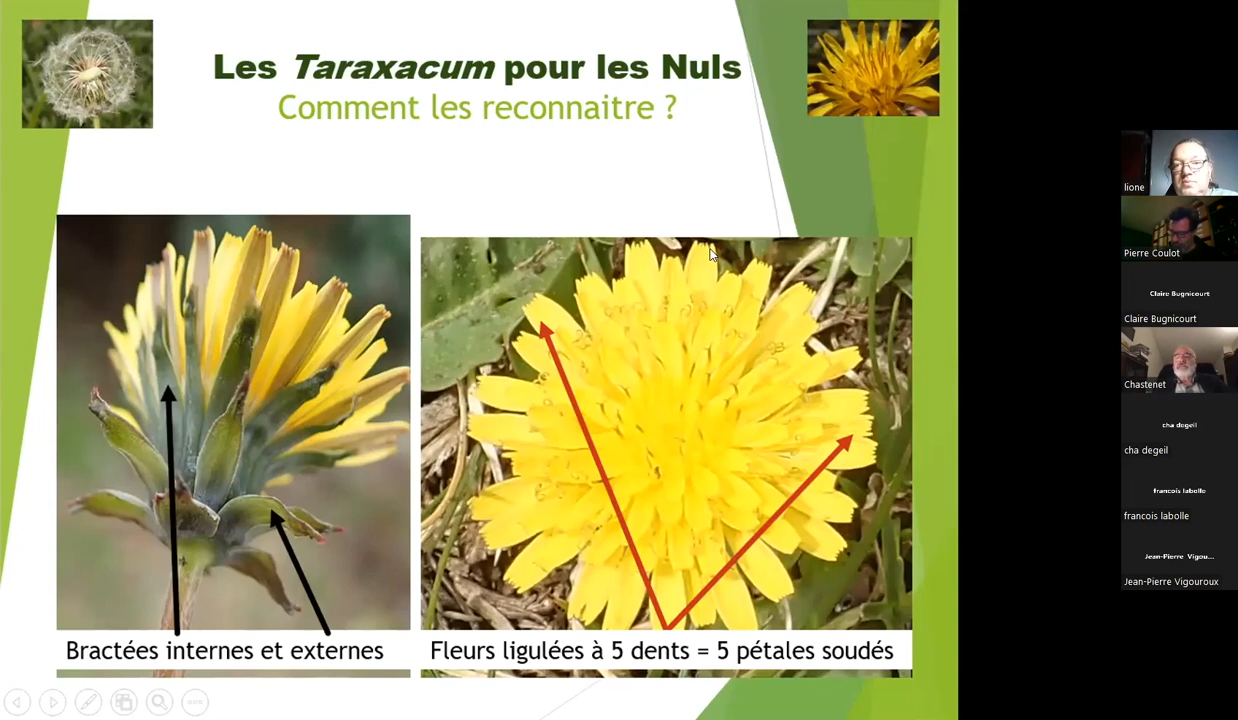 Les Taraxacum pour les Nuls
Comment les reconnaitre ?
Bractées internes et externes
Fleurs ligulées à 5 dents = 5 pétales soudés
lione
Pierre Coulot
Claire Bugnicourt
Claire Bugnicourt
Chastenet
cha degeil
cha degeil
francois labolle
francois labolle
Jean-Pierre Vigou...
Jean-Pierre Vigouroux